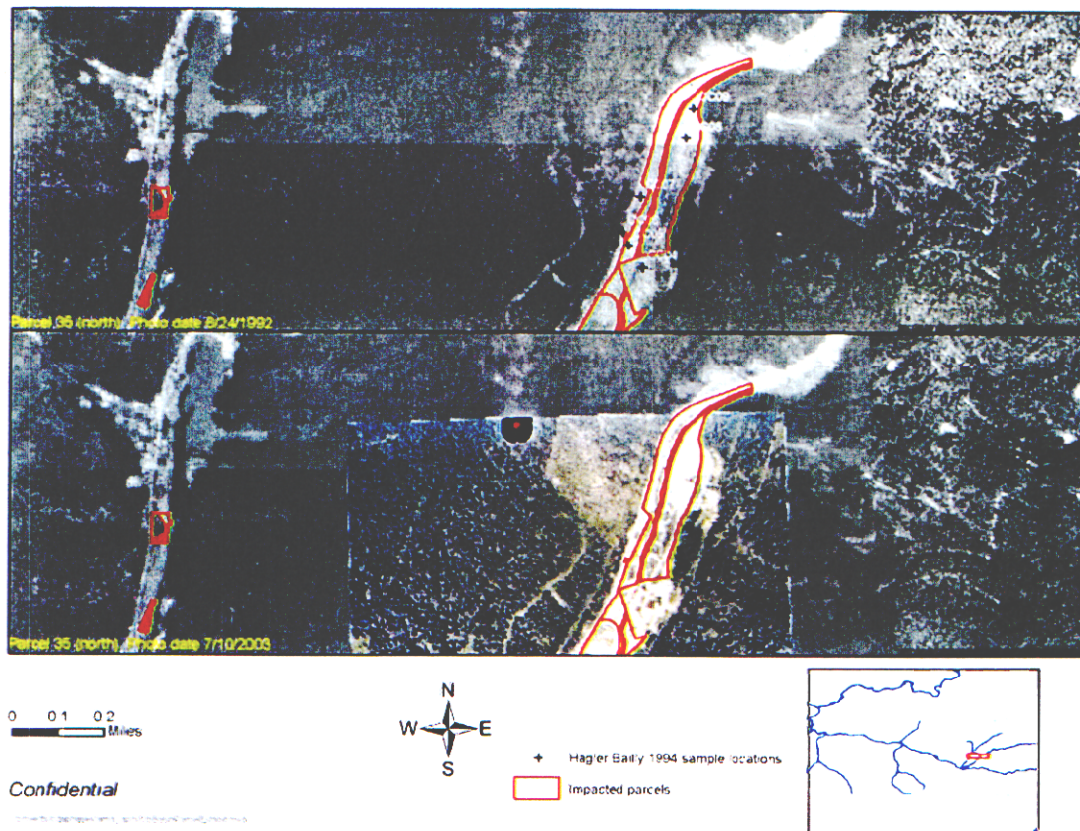 Parcel 35 (north) Photo date 8/24/1992
Parcel 35 (north) Photo date 7/10/2003
0 0 1 0 2
Miles
N
W E
S
Hagler Bailly 1994 sample locations
Impacted parcels
Confidential